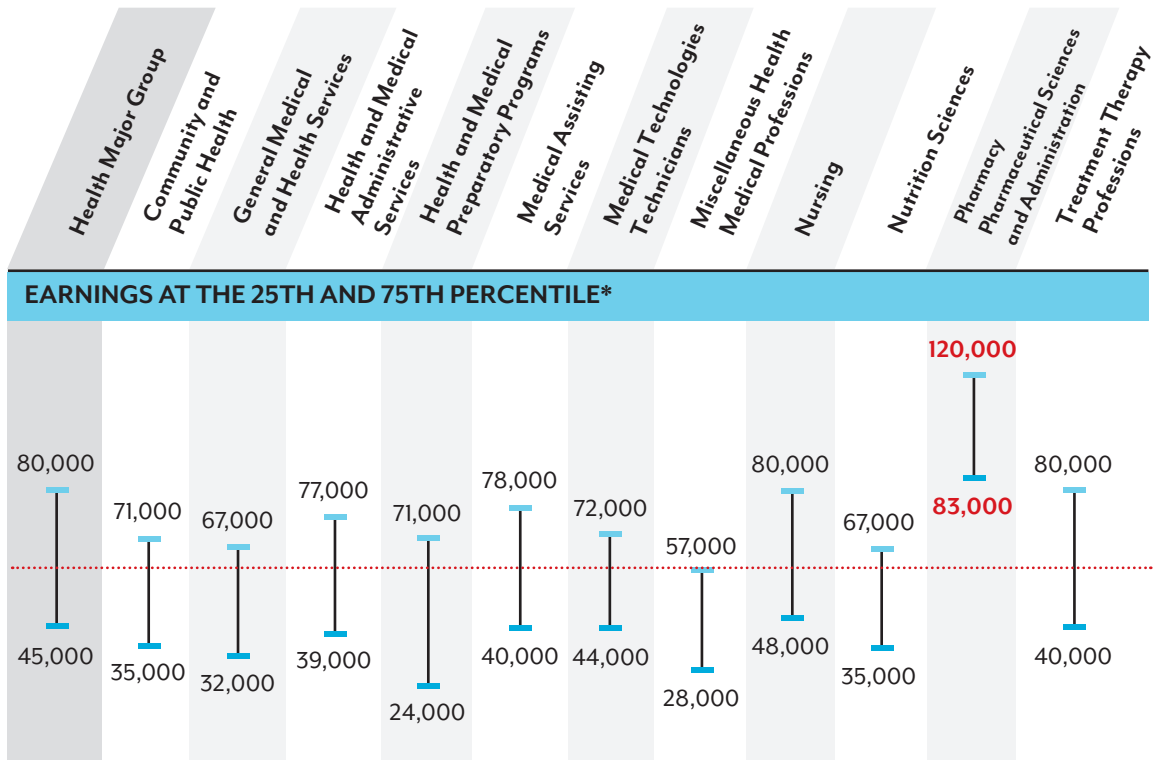 Health Major Group
Community and
Public Health
General Medical
and Health Services
Health and Medical
Administrative
Services
Health and Medical
Preparatory Programs
Medical Assisting
Services
Medical Technologies
Technicians
Miscellaneous Health
Medical Professions
Nursing
Nutrition Sciences
Pharmacy
Pharmaceutical Sciences
and Administration
Treatment Therapy
Professions
EARNINGS AT THE 25TH AND 75TH PERCENTILE*
80,000
45,000
71,000
35,000
67,000
32,000
77,000
39,000
71,000
24,000
78,000
40,000
72,000
44,000
57,000
28,000
80,000
48,000
67,000
35,000
120,000
83,000
80,000
40,000